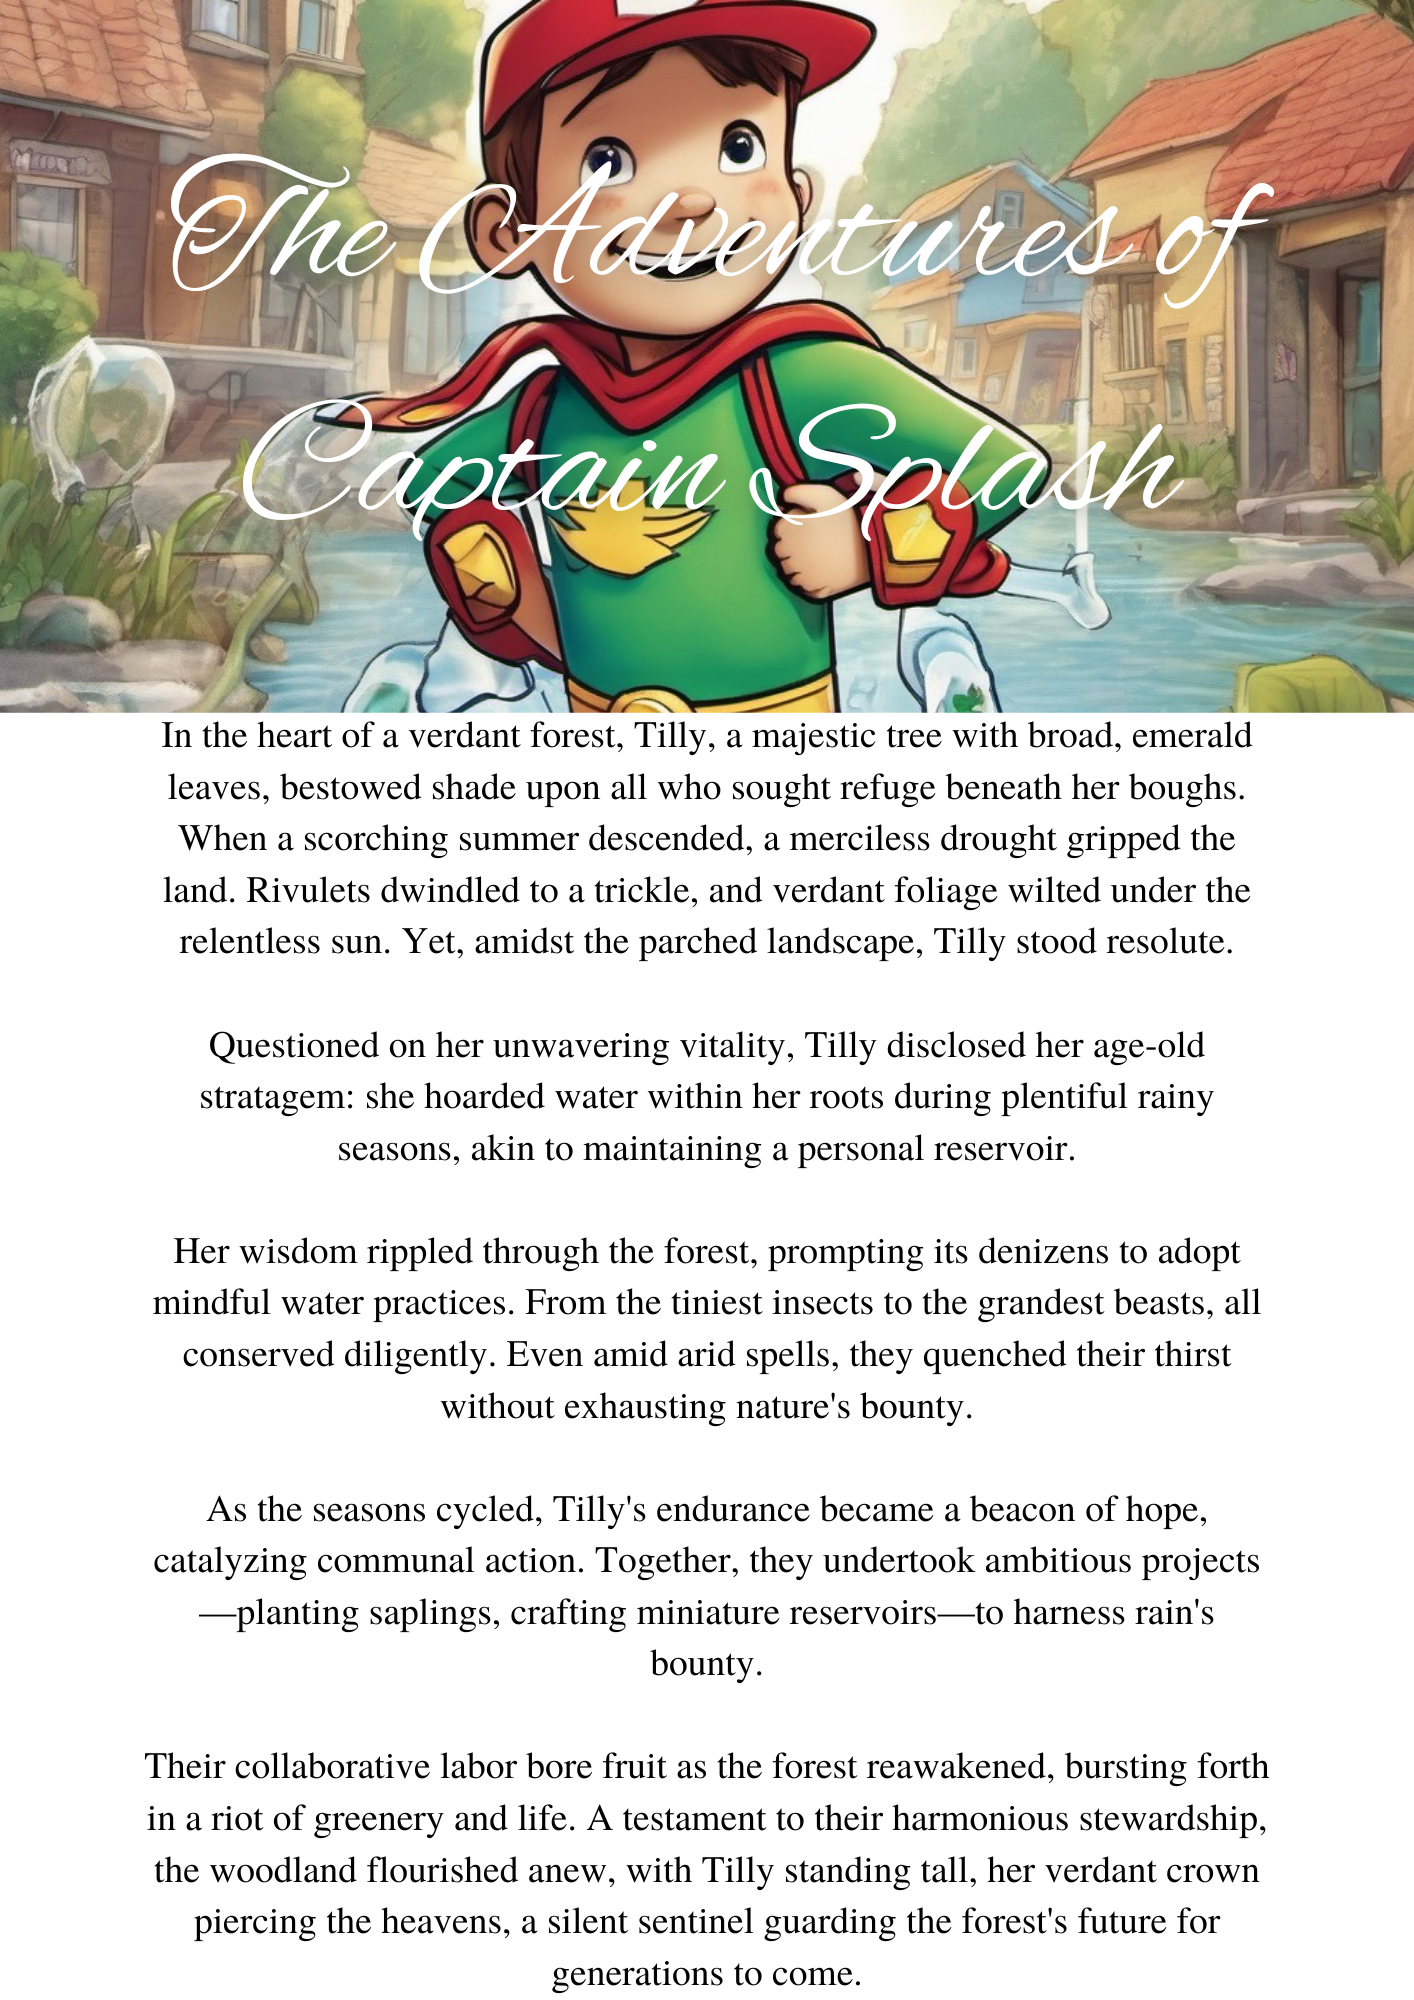 The Adventures of
Captain Splash
In the heart of a verdant forest, Tilly, a majestic tree with broad, emerald
leaves, bestowed shade upon all who sought refuge beneath her boughs.
When a scorching summer descended, a merciless drought gripped the
land. Rivulets dwindled to a trickle, and verdant foliage wilted under the
relentless sun. Yet, amidst the parched landscape, Tilly stood resolute.
Questioned on her unwavering vitality, Tilly disclosed her age-old
stratagem: she hoarded water within her roots during plentiful rainy
seasons, akin to maintaining a personal reservoir.
Her wisdom rippled through the forest, prompting its denizens to adopt
mindful water practices. From the tiniest insects to the grandest beasts, all
conserved diligently. Even amid arid spells, they quenched their thirst
without exhausting nature's bounty.
As the seasons cycled, Tilly's endurance became a beacon of hope,
catalyzing communal action. Together, they undertook ambitious projects
—planting saplings, crafting miniature reservoirs—to harness rain's
bounty.
Their collaborative labor bore fruit as the forest reawakened, bursting forth
in a riot of greenery and life. A testament to their harmonious stewardship,
the woodland flourished anew, with Tilly standing tall, her verdant crown
piercing the heavens, a silent sentinel guarding the forest's future for
generations to come.